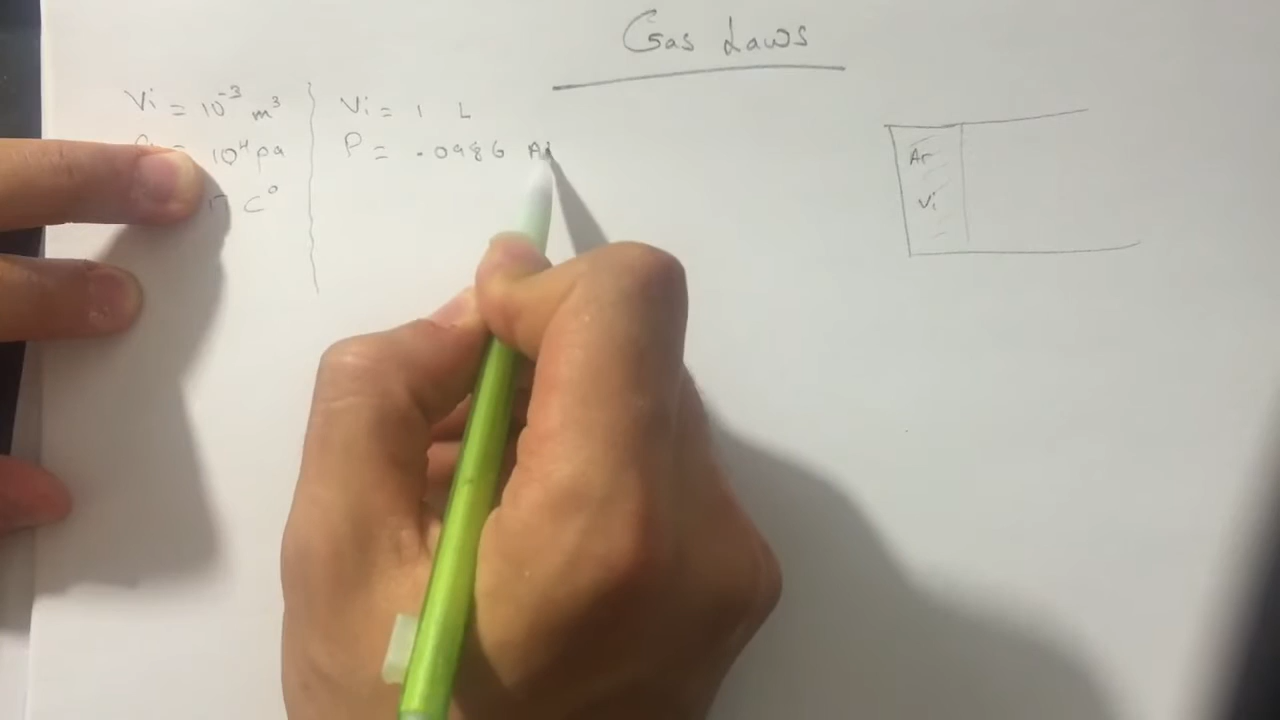 Gas Laws
Vi = 10⁻³ m³
Vi = 1 L
= 10⁴ pa
P = .0986 A
C°
Ar
Vi